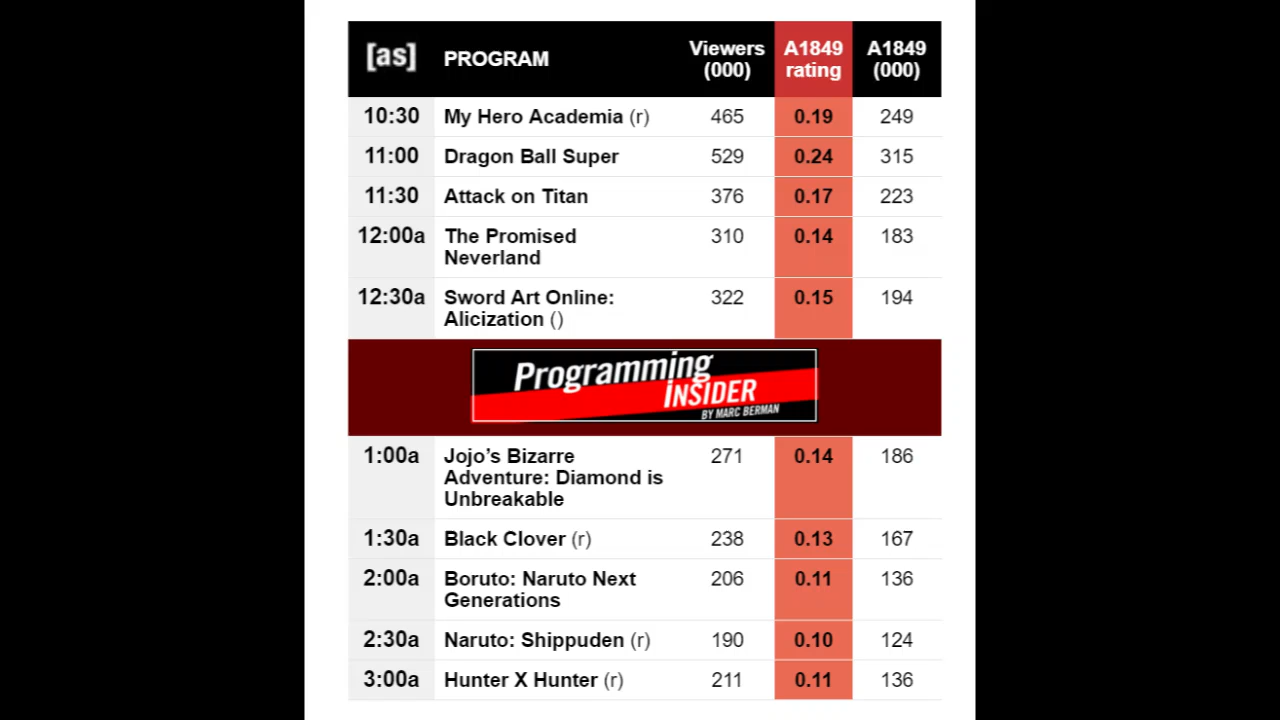 [as] PROGRAM Viewers (000) A1849 rating A1849 (000)
10:30 My Hero Academia (r) 465 0.19 249
11:00 Dragon Ball Super 529 0.24 315
11:30 Attack on Titan 376 0.17 223
12:00a The Promised 310 0.14 183
Neverland
12:30a Sword Art Online: 322 0.15 194
Alicization ()
Programming
INSIDER
BY MARC BERMAN
1:00a Jojo’s Bizarre 271 0.14 186
Adventure: Diamond is
Unbreakable
1:30a Black Clover (r) 238 0.13 167
2:00a Boruto: Naruto Next 206 0.11 136
Generations
2:30a Naruto: Shippuden (r) 190 0.10 124
3:00a Hunter X Hunter (r) 211 0.11 136